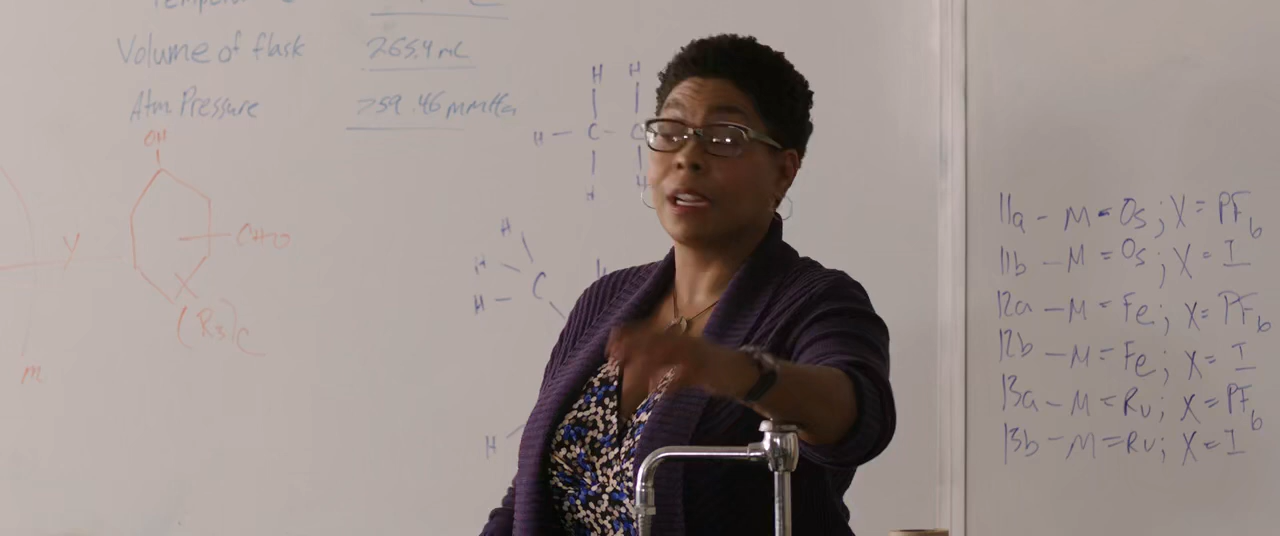 Volume of flask 265.4 mL
Atm Pressure 759.46 mmHg
OH
CHO
Y
X
(Rs)c
m
H H
H - C - C
H H
H
H
H - C
H
11a - M = Os; X = PF6
11b - M = Os; X = I
12a - M = Fe; X = PF6
12b - M = Fe; X = I
13a - M = Ru; X = PF6
13b - M = Ru; X = I